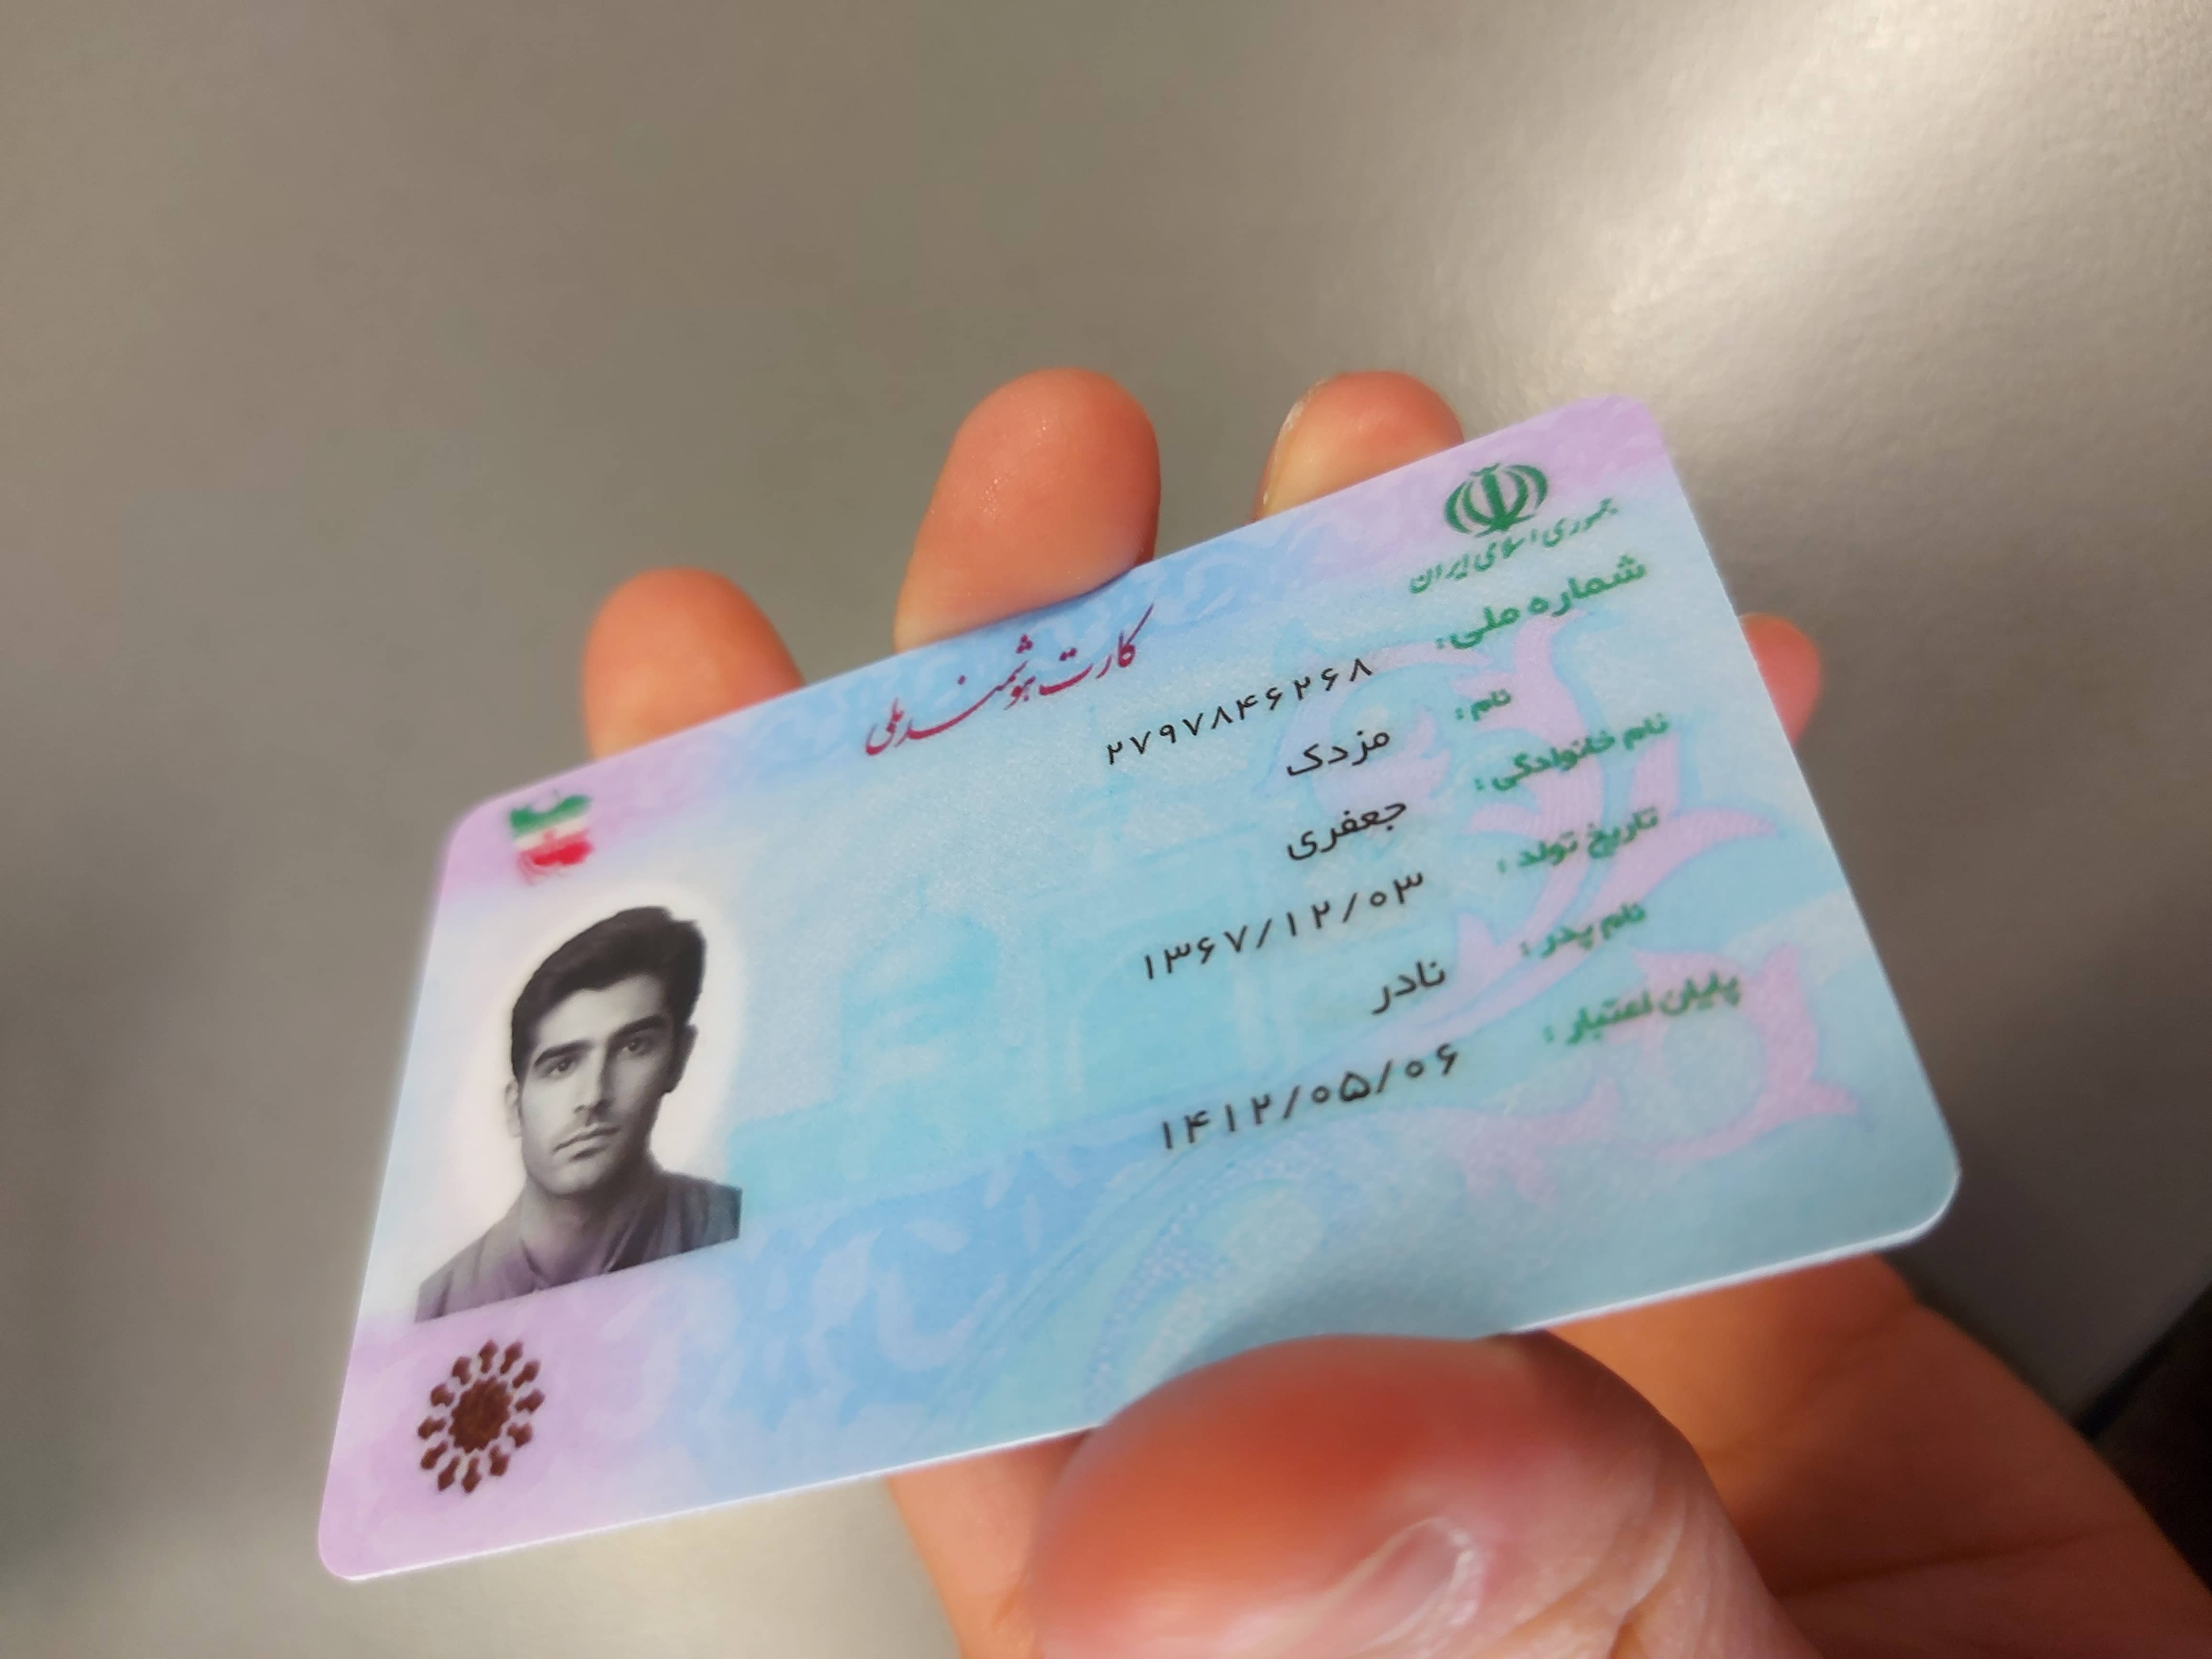 جمهوری اسلامی ایران
کارت هوشمند ملی
شماره ملی: ۲۷۹۷۸۴۶۲۶۸
نام: مزدک
نام خانوادگی: جعفری
تاریخ تولد: ۱۳۶۷/۱۲/۰۳
نام پدر: نادر
پایان اعتبار: ۱۴۱۲/۰۵/۰۶